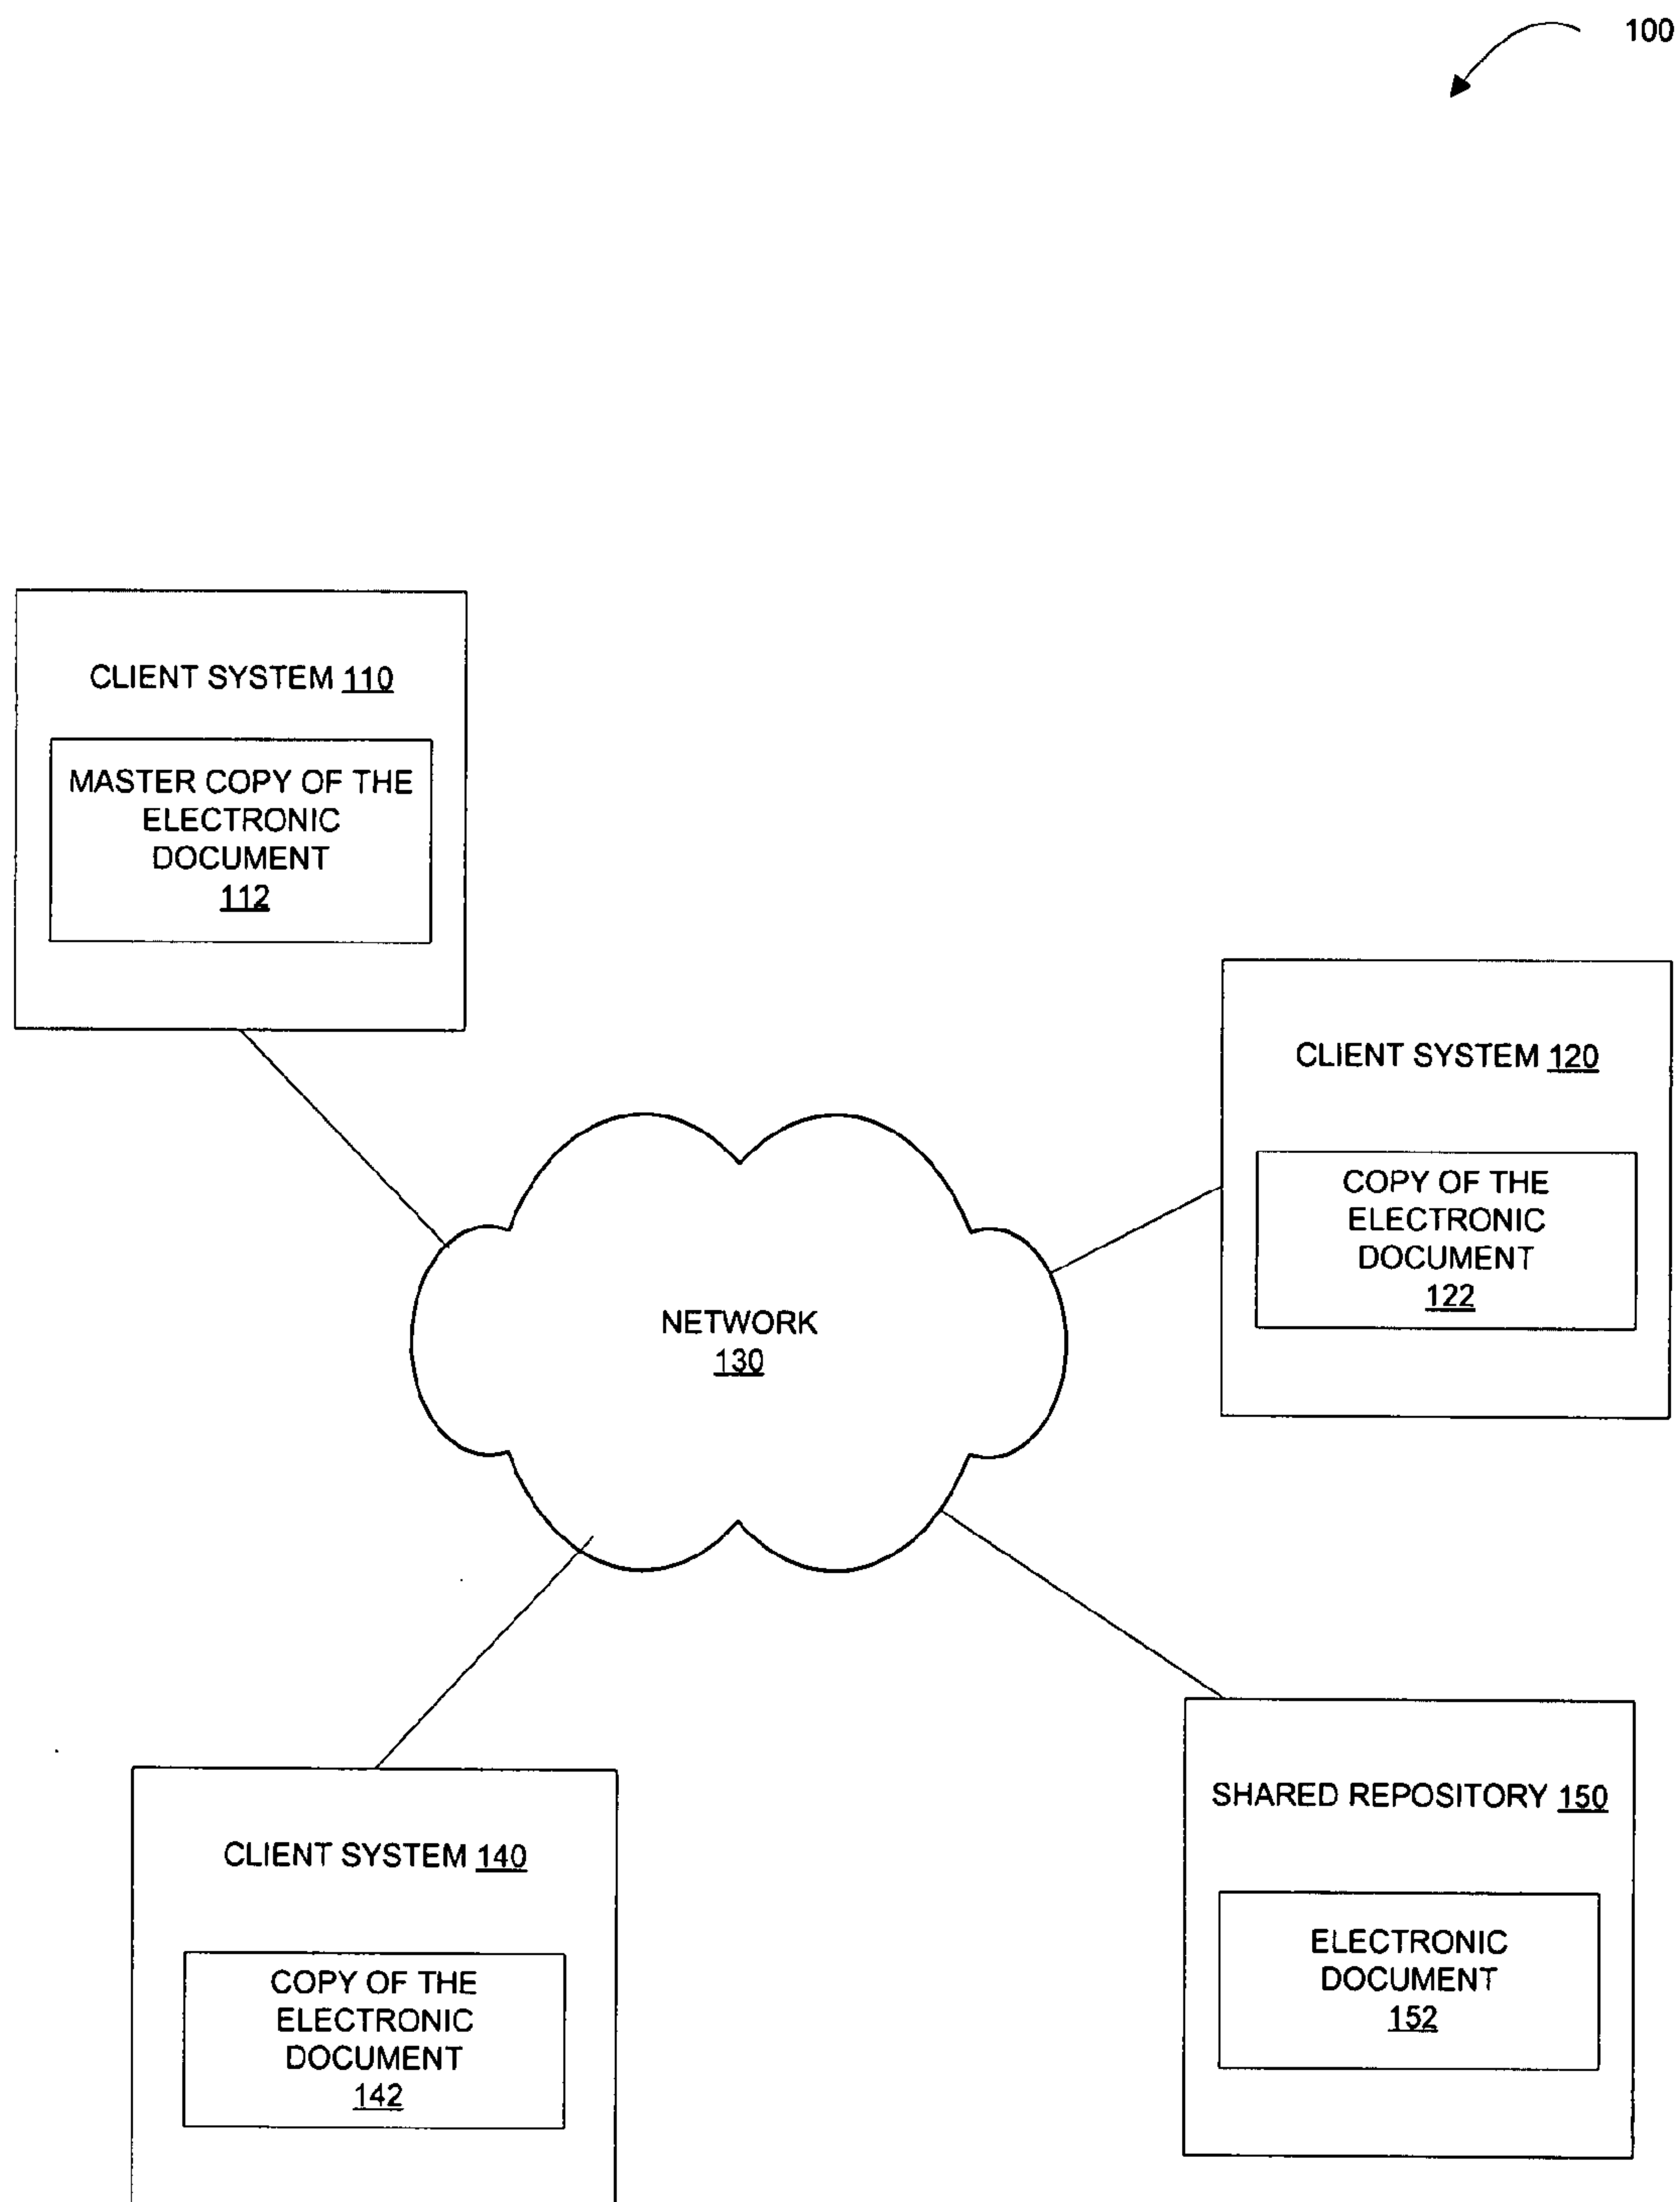 100
CLIENT SYSTEM 110
MASTER COPY OF THE
ELECTRONIC
DOCUMENT
112
CLIENT SYSTEM 120
COPY OF THE
ELECTRONIC
DOCUMENT
122
NETWORK
130
CLIENT SYSTEM 140
COPY OF THE
ELECTRONIC
DOCUMENT
142
SHARED REPOSITORY 150
ELECTRONIC
DOCUMENT
152